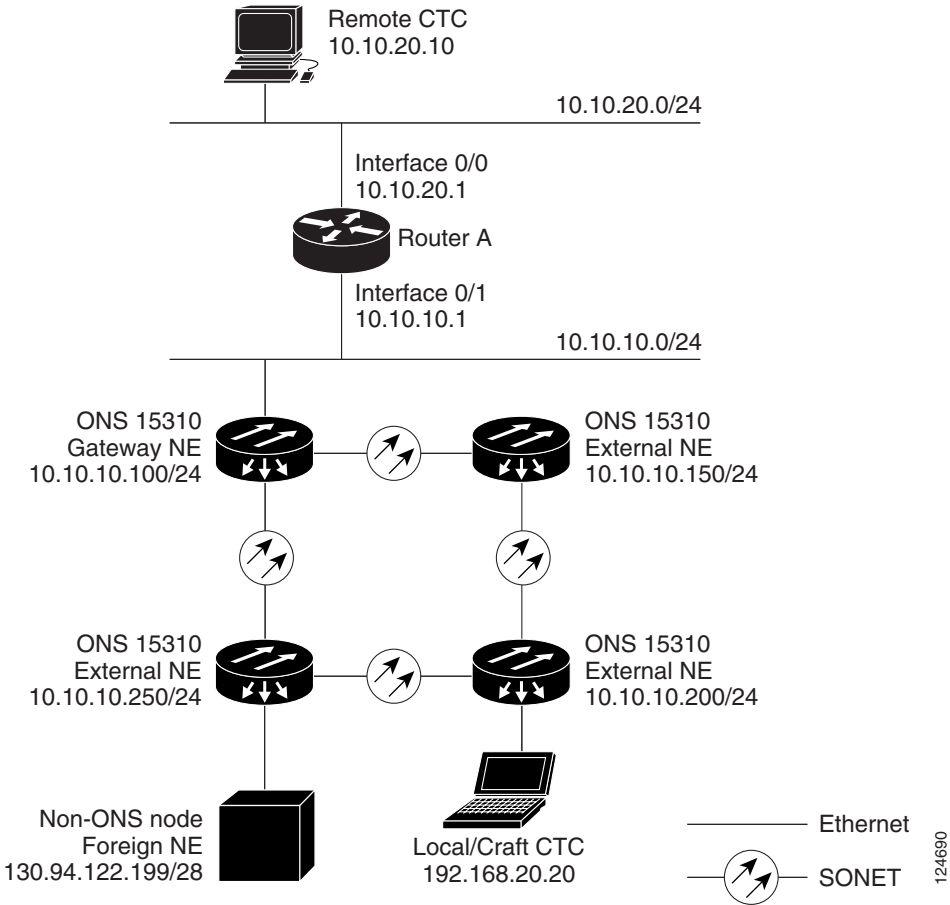 Remote CTC
10.10.20.10
10.10.20.0/24
Interface 0/0
10.10.20.1
Router A
Interface 0/1
10.10.10.1
10.10.10.0/24
ONS 15310
Gateway NE
10.10.10.100/24
ONS 15310
External NE
10.10.10.150/24
ONS 15310
External NE
10.10.10.250/24
ONS 15310
External NE
10.10.10.200/24
Non-ONS node
Foreign NE
130.94.122.199/28
Local/Craft CTC
192.168.20.20
Ethernet
SONET
124690